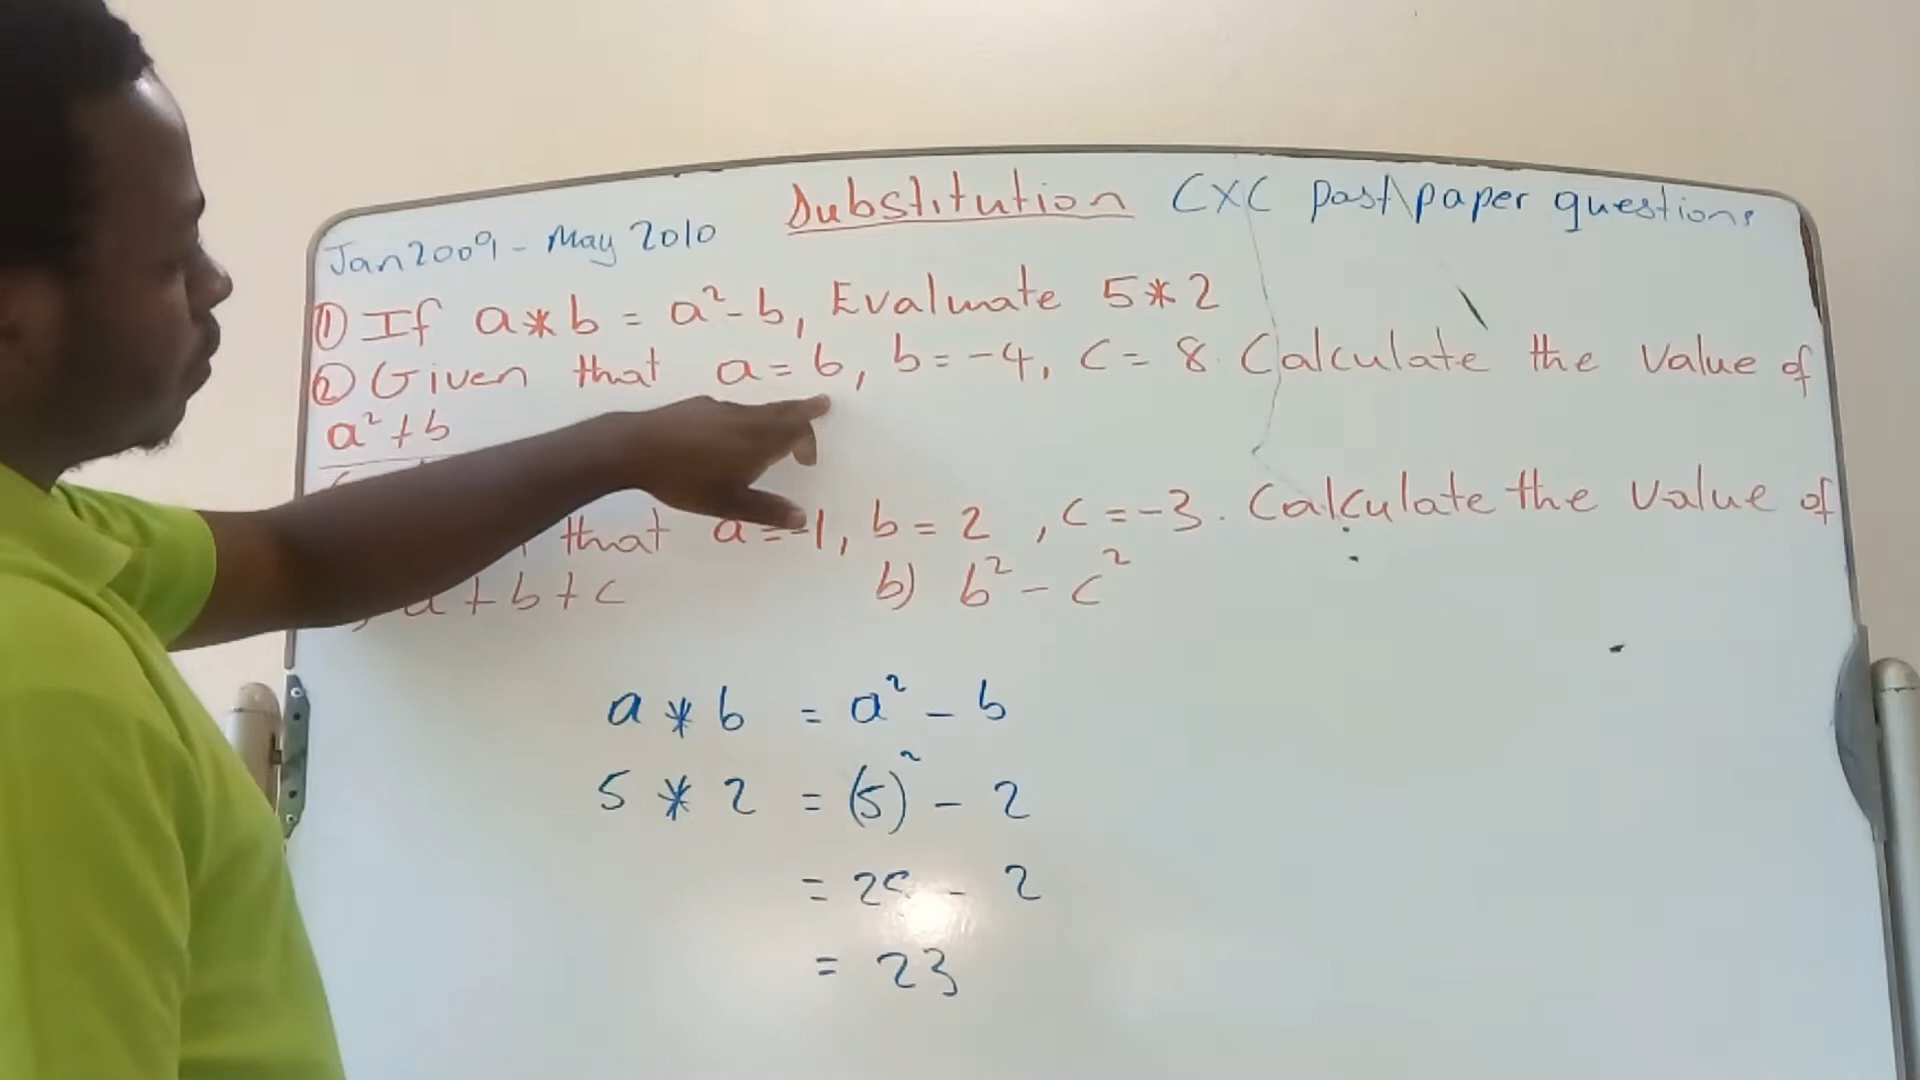 Substitution CXC past paper questions
Jan 2009 - May 2010
① If a * b = a² - b, Evaluate 5 * 2
② Given that a = 6, b = -4, c = 8. Calculate the value of
a² + b
that a = -1, b = 2, c = -3. Calculate the value of
a + b + c b) b² - c²
a * b = a² - b
5 * 2 = (5)² - 2
= 25 - 2
= 23